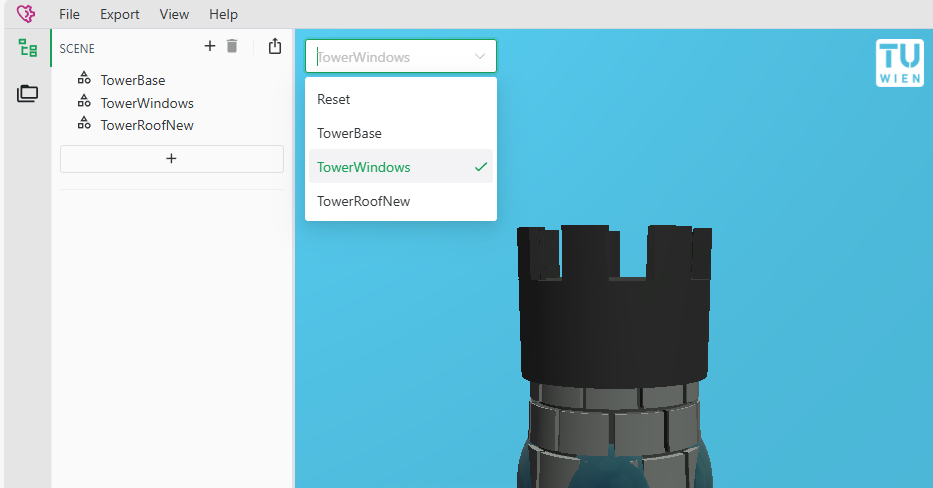 File Export View Help
SCENE
TowerBase
TowerWindows
TowerRoofNew
+
TowerWindows
Reset
TowerBase
TowerWindows
TowerRoofNew
TU
WIEN